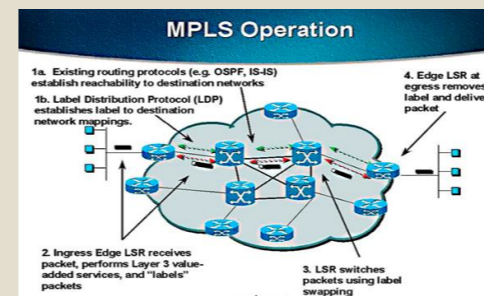 MPLS Operation
1a. Existing routing protocols (e.g. OSPF, IS-IS)
establish reachability to destination networks
1b. Label Distribution Protocol (LDP)
establishes label to destination
network mappings.
4. Edge LSR at
egress removes
label and delive
packet
2. Ingress Edge LSR receives
packet, performs Layer 3 value-
added services, and "labels"
packets
3. LSR switches
packets using label
swapping